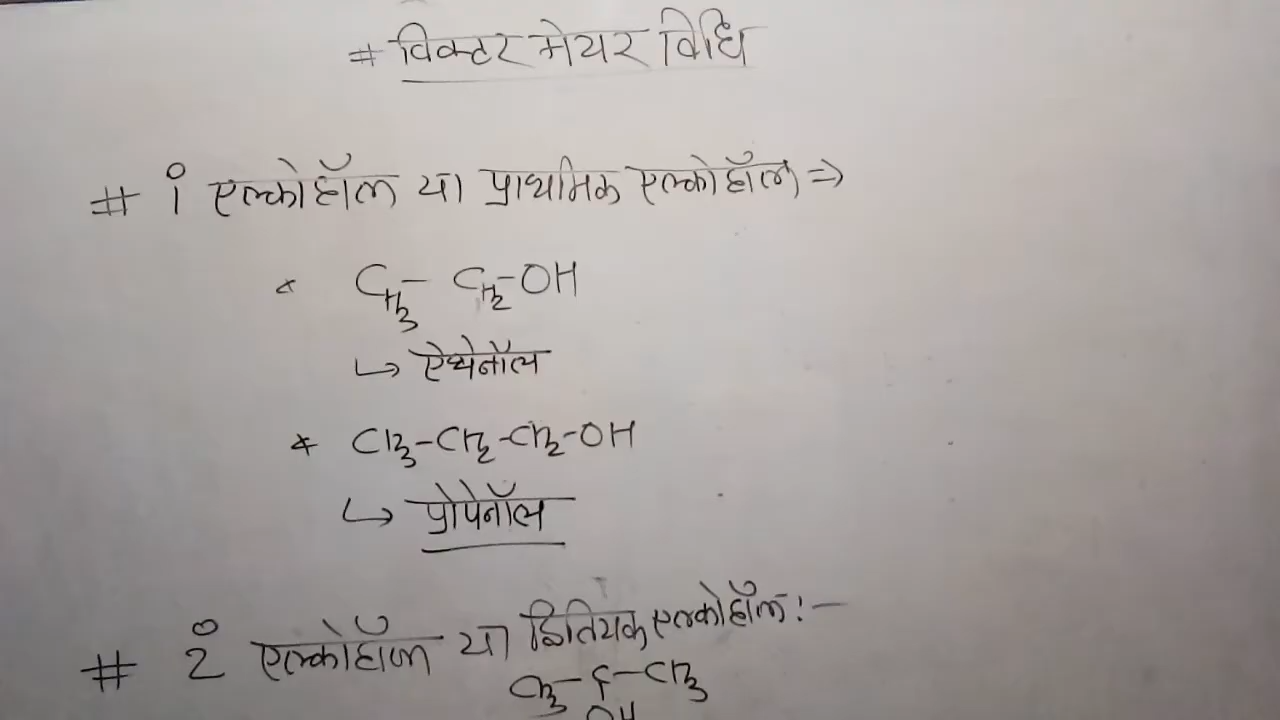 # विक्टर मेयर विधि
# 1° एल्कोहॉल या प्राथमिक एल्कोहॉल ⇒
* CH3- CH2-OH
↳ ऐथेनॉल
* CH3-CH2-CH2-OH
↳ प्रोपेनॉल
# 2° एल्कोहॉल या द्वितियक एल्कोहॉल :-
CH3-C-CH3
OH